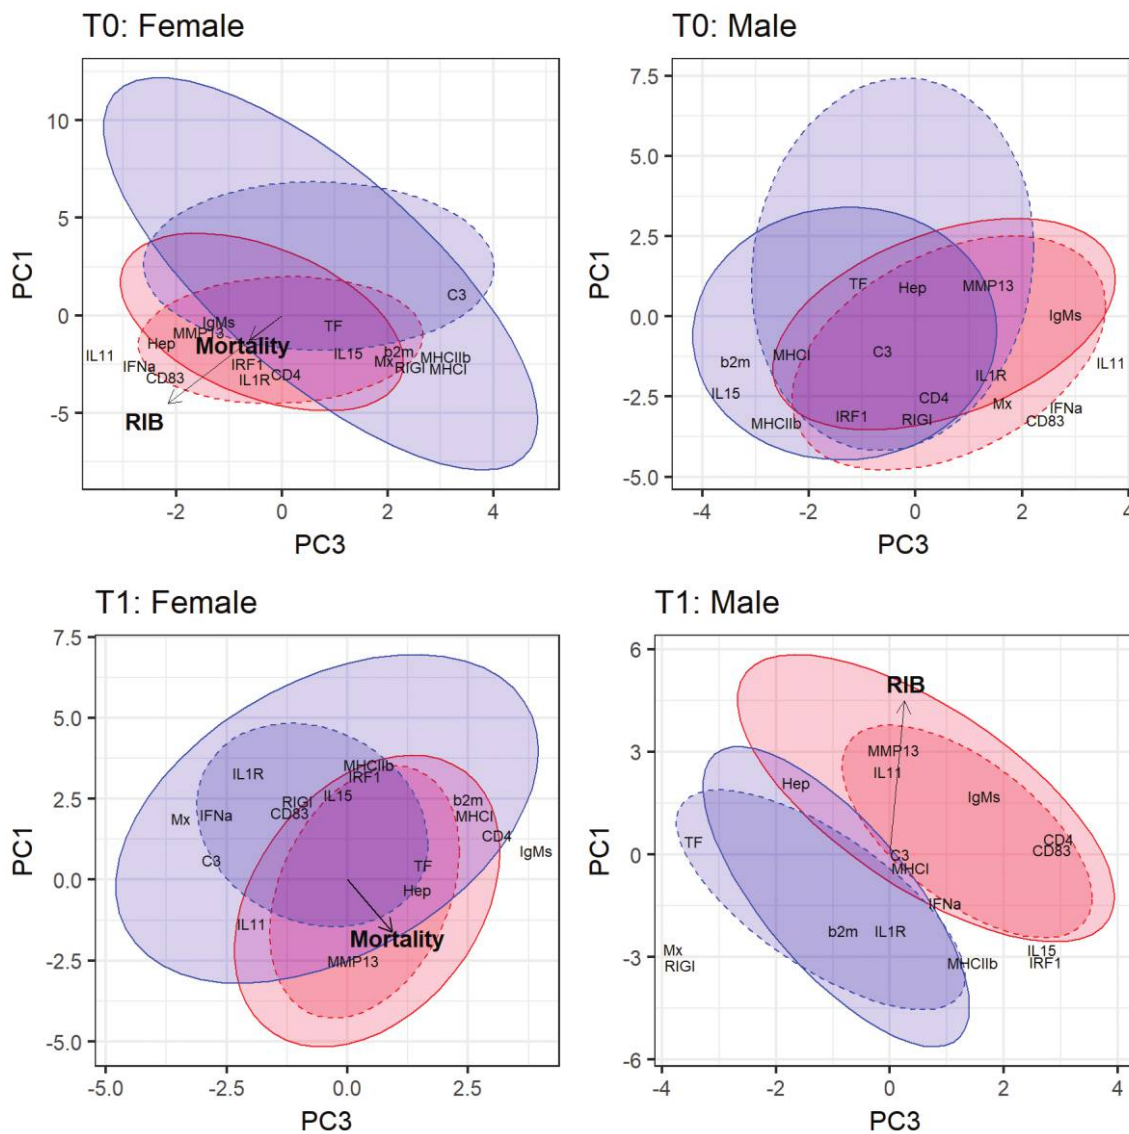 T0: Female
T0: Male
10
5
0
-5
PC1
-2
0
2
4
PC3
C3
TF
IgMs
MMP13
Hep
Mortality
IL11
IFNa
CD83
IRF1
IL1R
CD4
IL15
b2m
Mx
RIGI
MHCIIb
MHCI
RIB
7.5
5.0
2.5
0.0
-2.5
-5.0
PC1
-4
-2
0
2
4
PC3
TF
Hep
MMP13
IgMs
b2m
MHCI
C3
IL11
IL15
IL1R
MHCIIb
IRF1
CD4
RIGI
Mx
IFNa
CD83
T1: Female
T1: Male
7.5
5.0
2.5
0.0
-2.5
-5.0
PC1
-5.0
-2.5
0.0
2.5
PC3
IL1R
MHCIIb
IRF1
IL15
RIGI
CD83
Mx
IFNa
b2m
MHCI
CD4
IgMs
C3
TF
Hep
IL11
Mortality
MMP13
6
3
0
-3
-6
PC1
-4
-2
0
2
4
PC3
RIB
MMP13
IL11
Hep
IgMs
TF
CD4
CD83
C3
MHCI
IFNa
b2m
IL1R
Mx
RIGI
MHCIIb
IL15
IRF1